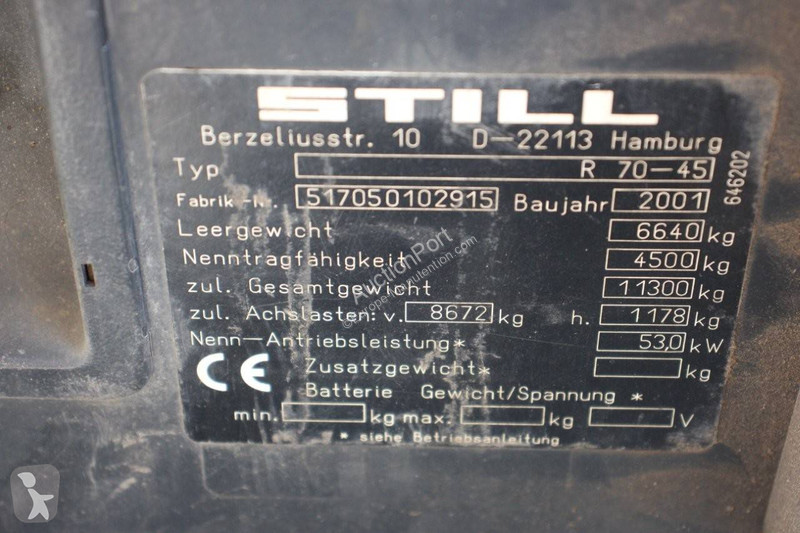 STILL
Berzeliusstr. 10 D-22113 Hamburg
Typ R 70-45
Fabrik 517050102915 Baujahr 2001
Leergewicht 6640 kg
Nenntragfähigkeit 4500 kg
zul. Gesamtgewicht 11300 kg
zul. Achslasten: v. 8672 kg h. 1178 kg
Nenn-Antriebsleistung* 53,0 kW
CE Zusatzgewicht* kg
Batterie Gewicht/Spannung *
min. kg max. kg V
* siehe Betriebsanleitung
646202
AuctionPort